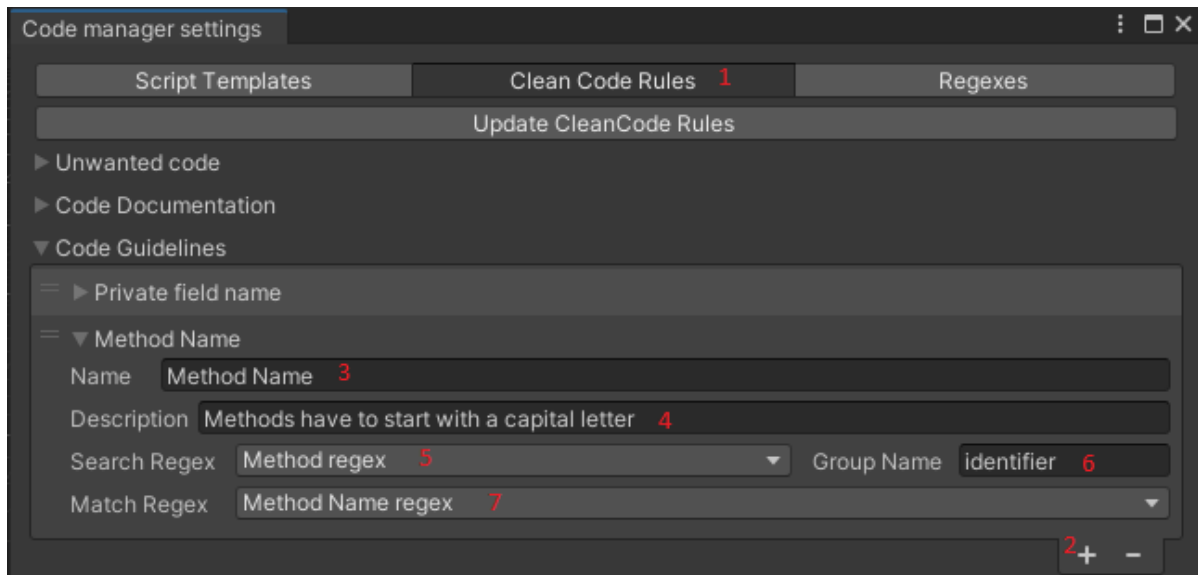 Code manager settings
Script Templates Clean Code Rules 1 Regexes
Update CleanCode Rules
Unwanted code
Code Documentation
Code Guidelines
Private field name
Method Name
Name Method Name 3
Description Methods have to start with a capital letter 4
Search Regex Method regex 5 Group Name identifier 6
Match Regex Method Name regex 7
2 + -